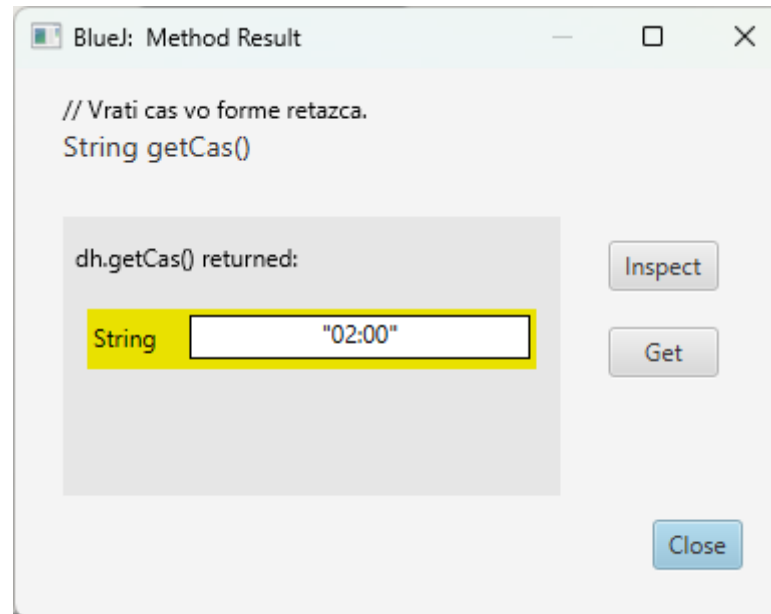 BlueJ: Method Result
// Vrati cas vo forme retazca.
String getCas()
dh.getCas() returned:
Inspect
String "02:00"
Get
Close